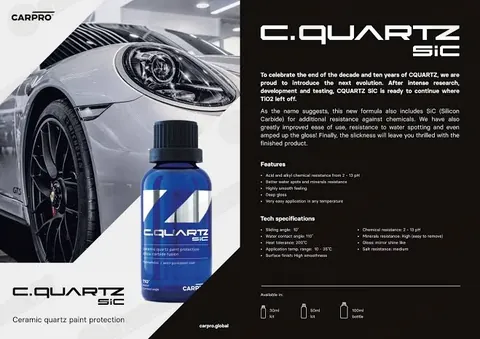 CARPRO
C.QUARTZ
SiC
To celebrate the end of the decade and ten years of CQUARTZ, we are
proud to introduce the next evolution. After intense research,
development and testing, CQUARTZ SiC is ready to continue where
TiO2 left off.
As the name suggests, this new formula also includes SiC (Silicon
Carbide) for additional resistance against chemicals. We have also
greatly improved ease of use, resistance to water spotting and even
amped up the gloss! Finally, the slickness will leave you thrilled with the
finished product.
Features
• Acid and alkyl chemical resistance from 2 - 13 pH
• Better water spots and minerals resistance
• Highly smooth feeling
• Deep gloss
• Very easy application in any temperature
Tech specifications
• Sliding angle: 10°
• Water contact angle: 110°
• Heat tolerance: 200°C
• Application temp. range: 10 - 25°C
• Surface finish: High smoothness
• Chemical resistance: 2 - 13 pH
• Minerals resistance: high (easy to remove)
• Gloss: mirror shine like
• Salt resistance: medium
Available in:
30ml
kit
50ml
kit
100ml
bottle
C.QUARTZ
SiC
Ceramic quartz paint protection
C.QUARTZ
SiC
ceramic quartz paint protection
CARPRO
carpro.global